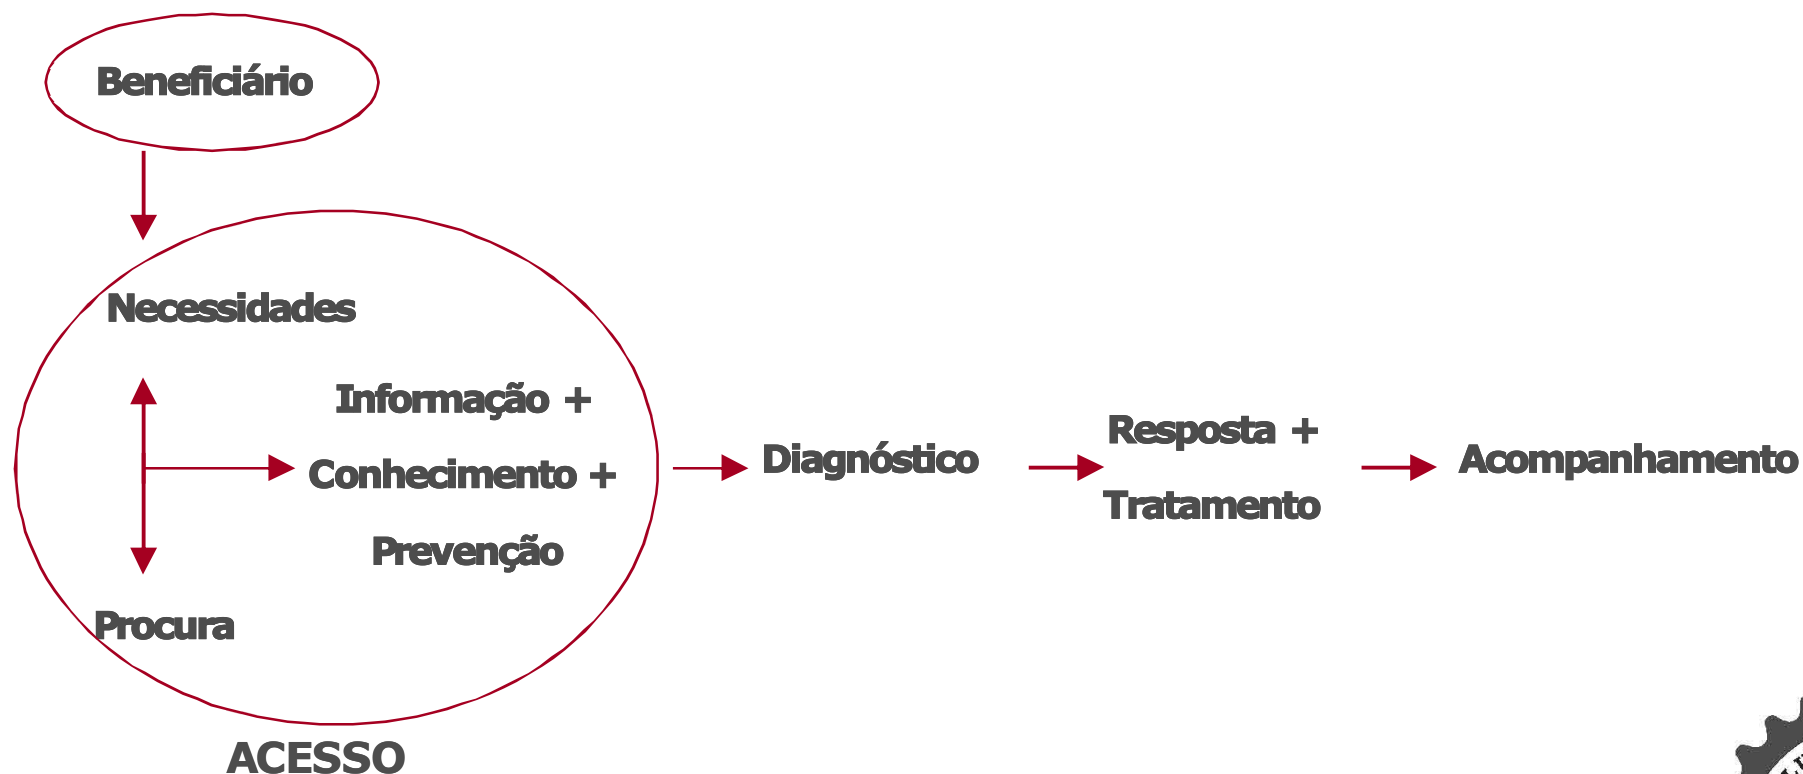 Beneficiário
Necessidades
Informação +
Conhecimento +
Prevenção
Procura
ACESSO
Diagnóstico
Resposta +
Tratamento
Acompanhamento